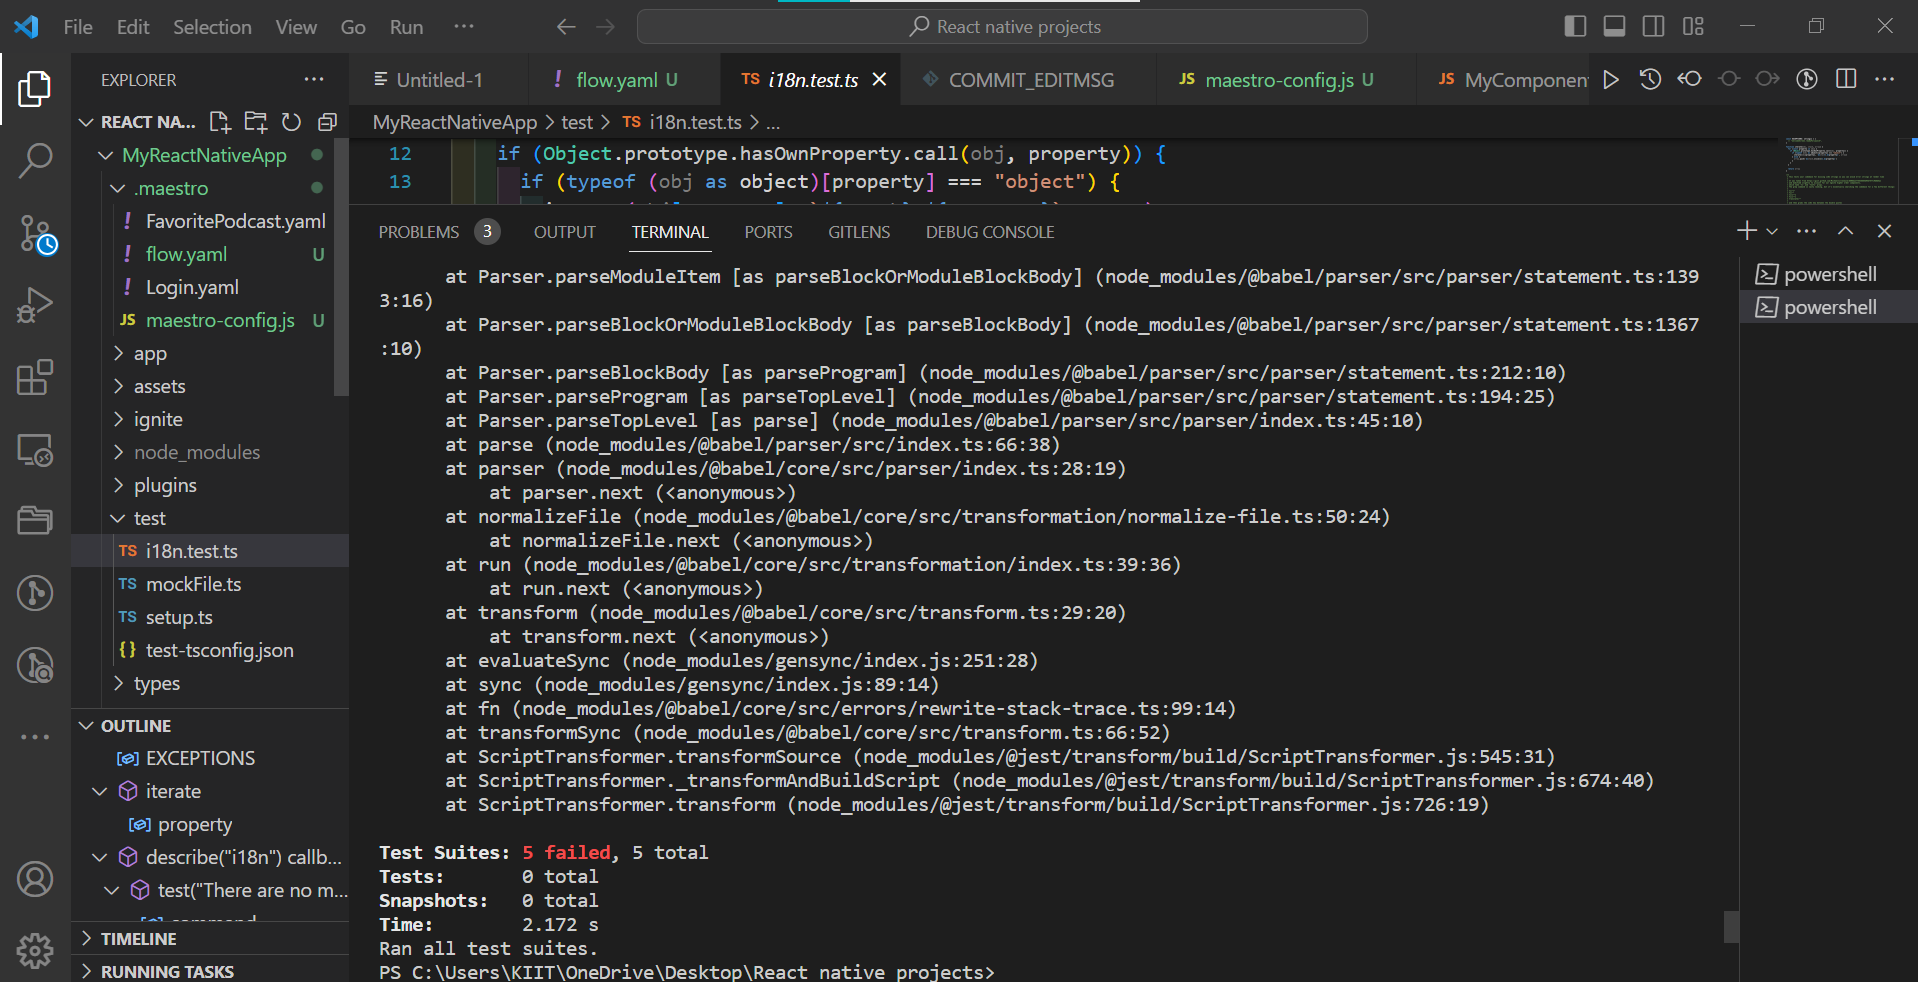 File Edit Selection View Go Run ··· React native projects
EXPLORER ···
REACT NA...
MyReactNativeApp
.maestro
! FavoritePodcast.yaml
! flow.yaml U
! Login.yaml
JS maestro-config.js U
app
assets
ignite
node_modules
plugins
test
TS i18n.test.ts
TS mockFile.ts
TS setup.ts
{} test-tsconfig.json
types
OUTLINE
EXCEPTIONS
iterate
property
describe("i18n") callb...
test("There are no m...
command
TIMELINE
RUNNING TASKS
Untitled-1 ! flow.yaml U TS i18n.test.ts COMMIT_EDITMSG JS maestro-config.js U JS MyComponen
MyReactNativeApp > test > TS i18n.test.ts > ...
12 if (Object.prototype.hasOwnProperty.call(obj, property)) {
13 if (typeof (obj as object)[property] === "object") {
PROBLEMS 3 OUTPUT TERMINAL PORTS GITLENS DEBUG CONSOLE
at Parser.parseModuleItem [as parseBlockOrModuleBlockBody] (node_modules/@babel/parser/src/parser/statement.ts:139
3:16)
at Parser.parseBlockOrModuleBlockBody [as parseBlockBody] (node_modules/@babel/parser/src/parser/statement.ts:1367
:10)
at Parser.parseBlockBody [as parseProgram] (node_modules/@babel/parser/src/parser/statement.ts:212:10)
at Parser.parseProgram [as parseTopLevel] (node_modules/@babel/parser/src/parser/statement.ts:194:25)
at Parser.parseTopLevel [as parse] (node_modules/@babel/parser/src/parser/index.ts:45:10)
at parse (node_modules/@babel/parser/src/index.ts:66:38)
at parser (node_modules/@babel/core/src/parser/index.ts:28:19)
at parser.next (<anonymous>)
at normalizeFile (node_modules/@babel/core/src/transformation/normalize-file.ts:50:24)
at normalizeFile.next (<anonymous>)
at run (node_modules/@babel/core/src/transformation/index.ts:39:36)
at run.next (<anonymous>)
at transform (node_modules/@babel/core/src/transform.ts:29:20)
at transform.next (<anonymous>)
at evaluateSync (node_modules/gensync/index.js:251:28)
at sync (node_modules/gensync/index.js:89:14)
at fn (node_modules/@babel/core/src/errors/rewrite-stack-trace.ts:99:14)
at transformSync (node_modules/@babel/core/src/transform.ts:66:52)
at ScriptTransformer.transformSource (node_modules/@jest/transform/build/ScriptTransformer.js:545:31)
at ScriptTransformer._transformAndBuildScript (node_modules/@jest/transform/build/ScriptTransformer.js:674:40)
at ScriptTransformer.transform (node_modules/@jest/transform/build/ScriptTransformer.js:726:19)
Test Suites: 5 failed, 5 total
Tests: 0 total
Snapshots: 0 total
Time: 2.172 s
Ran all test suites.
PS C:\Users\KIIT\OneDrive\Desktop\React native projects>
powershell
powershell